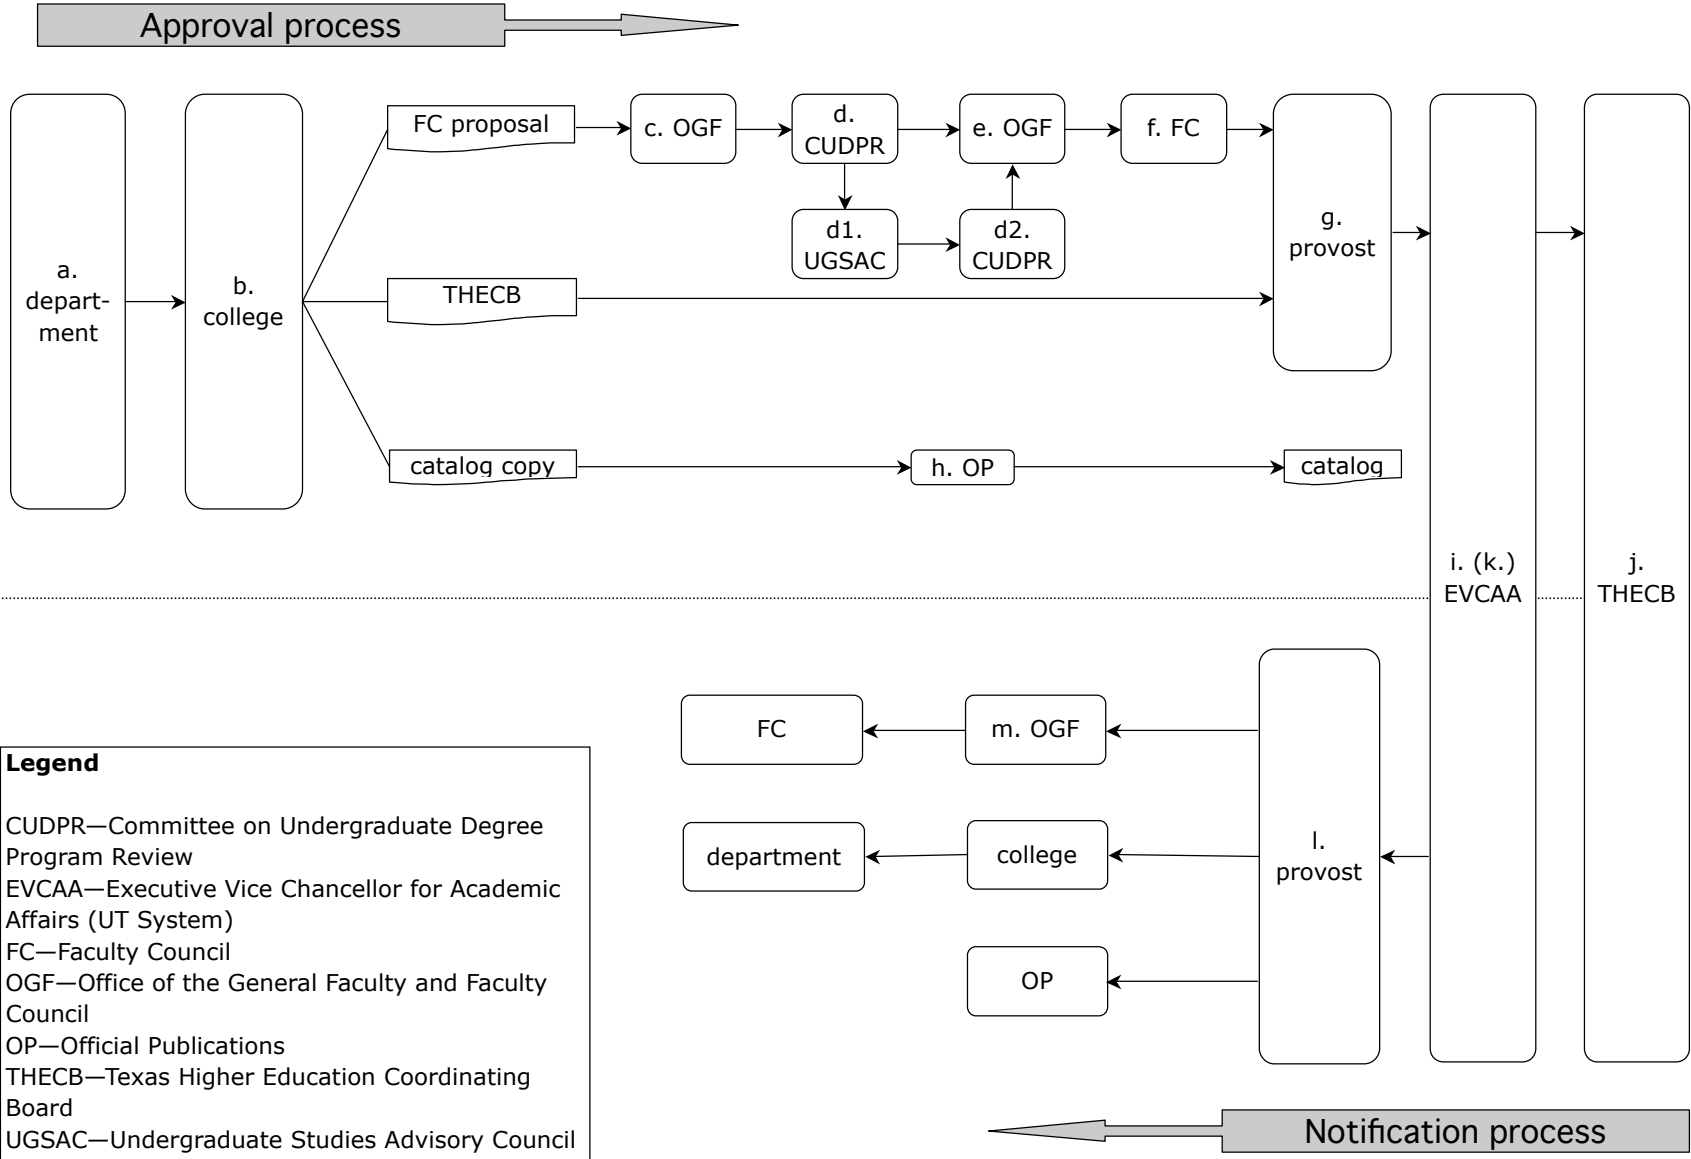 Approval process
a.
depart-
ment
b.
college
FC proposal
c. OGF
d.
CUDPR
e. OGF
f. FC
d1.
UGSAC
d2.
CUDPR
g.
provost
THECB
catalog copy
h. OP
catalog
i. (k.)
EVCAA
j.
THECB
FC
m. OGF
department
college
l.
provost
OP
Legend
CUDPR—Committee on Undergraduate Degree
Program Review
EVCAA—Executive Vice Chancellor for Academic
Affairs (UT System)
FC—Faculty Council
OGF—Office of the General Faculty and Faculty
Council
OP—Official Publications
THECB—Texas Higher Education Coordinating
Board
UGSAC—Undergraduate Studies Advisory Council
Notification process